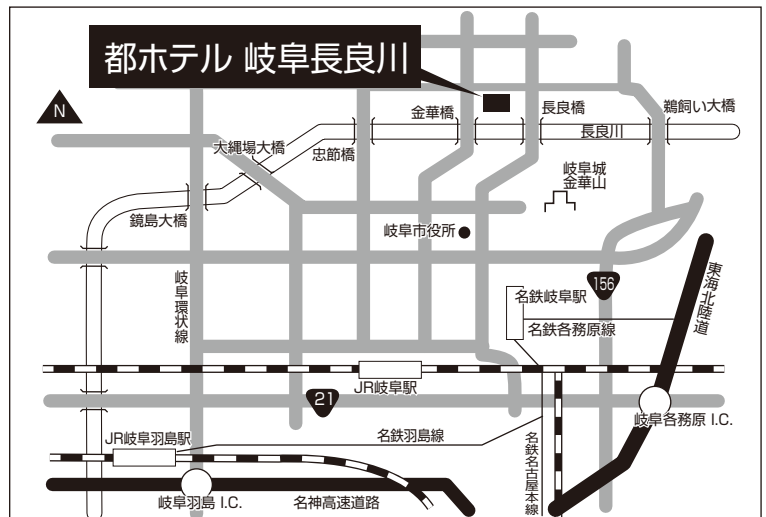 都ホテル 岐阜長良川
N
金華橋
長良橋
鵜飼い大橋
長良川
大縄場大橋
忠節橋
岐阜城
金華山
鏡島大橋
岐阜市役所
岐阜環状線
156
東海北陸道
名鉄岐阜駅
名鉄各務原線
JR岐阜駅
21
岐阜各務原 I.C.
JR岐阜羽島駅
名鉄羽島線
名鉄名古屋本線
岐阜羽島 I.C.
名神高速道路